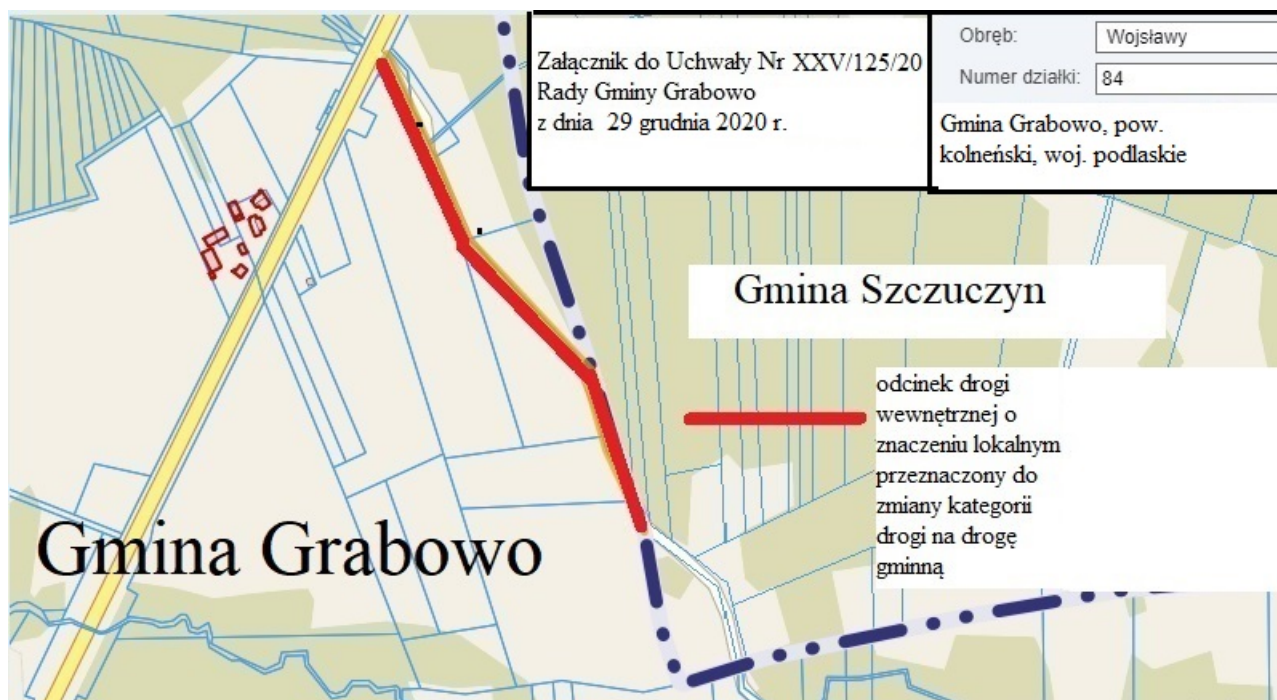 Załącznik do Uchwały Nr XXV/125/20
Rady Gminy Grabowo
z dnia 29 grudnia 2020 r.
Obręb: Wojsławy
Numer działki: 84
Gmina Grabowo, pow.
kolneński, woj. podlaskie
Gmina Szczuczyn
odcinek drogi
wewnętrznej o
znaczeniu lokalnym
przeznaczony do
zmiany kategorii
drogi na drogę
gminną
Gmina Grabowo